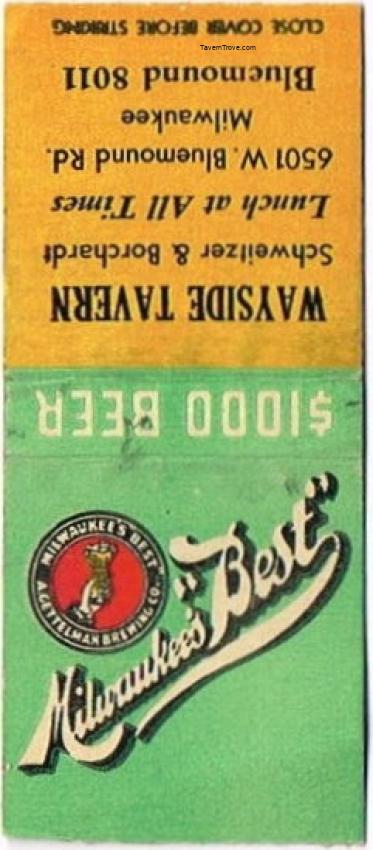 CLOSE COVER BEFORE STRIKING
TavernTrove.com
Bluemound 8011
Milwaukee
6501 W. Bluemound Rd.
Lunch at All Times
Schweitzer & Borchardt
WAYSIDE TAVERN
$1000 BEER
MILWAUKEE'S BEST
A. GETTELMAN BREWING CO.
Milwaukee's "Best"